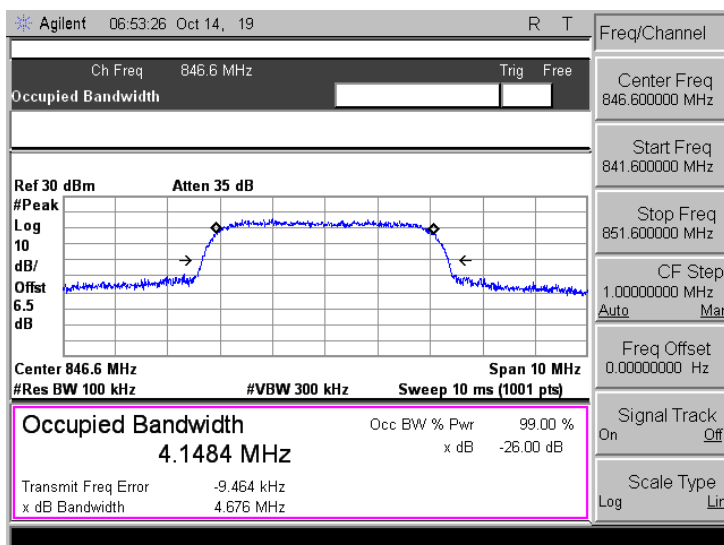 Agilent 06:53:26 Oct 14, 19 R T
Ch Freq 846.6 MHz Trig Free
Occupied Bandwidth
Ref 30 dBm Atten 35 dB
#Peak
Log
10
dB/
Offst
6.5
dB
Center 846.6 MHz Span 10 MHz
#Res BW 100 kHz #VBW 300 kHz Sweep 10 ms (1001 pts)
Occupied Bandwidth
4.1484 MHz
Occ BW % Pwr 99.00 %
x dB -26.00 dB
Transmit Freq Error -9.464 kHz
x dB Bandwidth 4.676 MHz
Freq/Channel
Center Freq
846.600000 MHz
Start Freq
841.600000 MHz
Stop Freq
851.600000 MHz
CF Step
1.00000000 MHz
Auto Man
Freq Offset
0.00000000 Hz
Signal Track
On Off
Scale Type
Log Lin